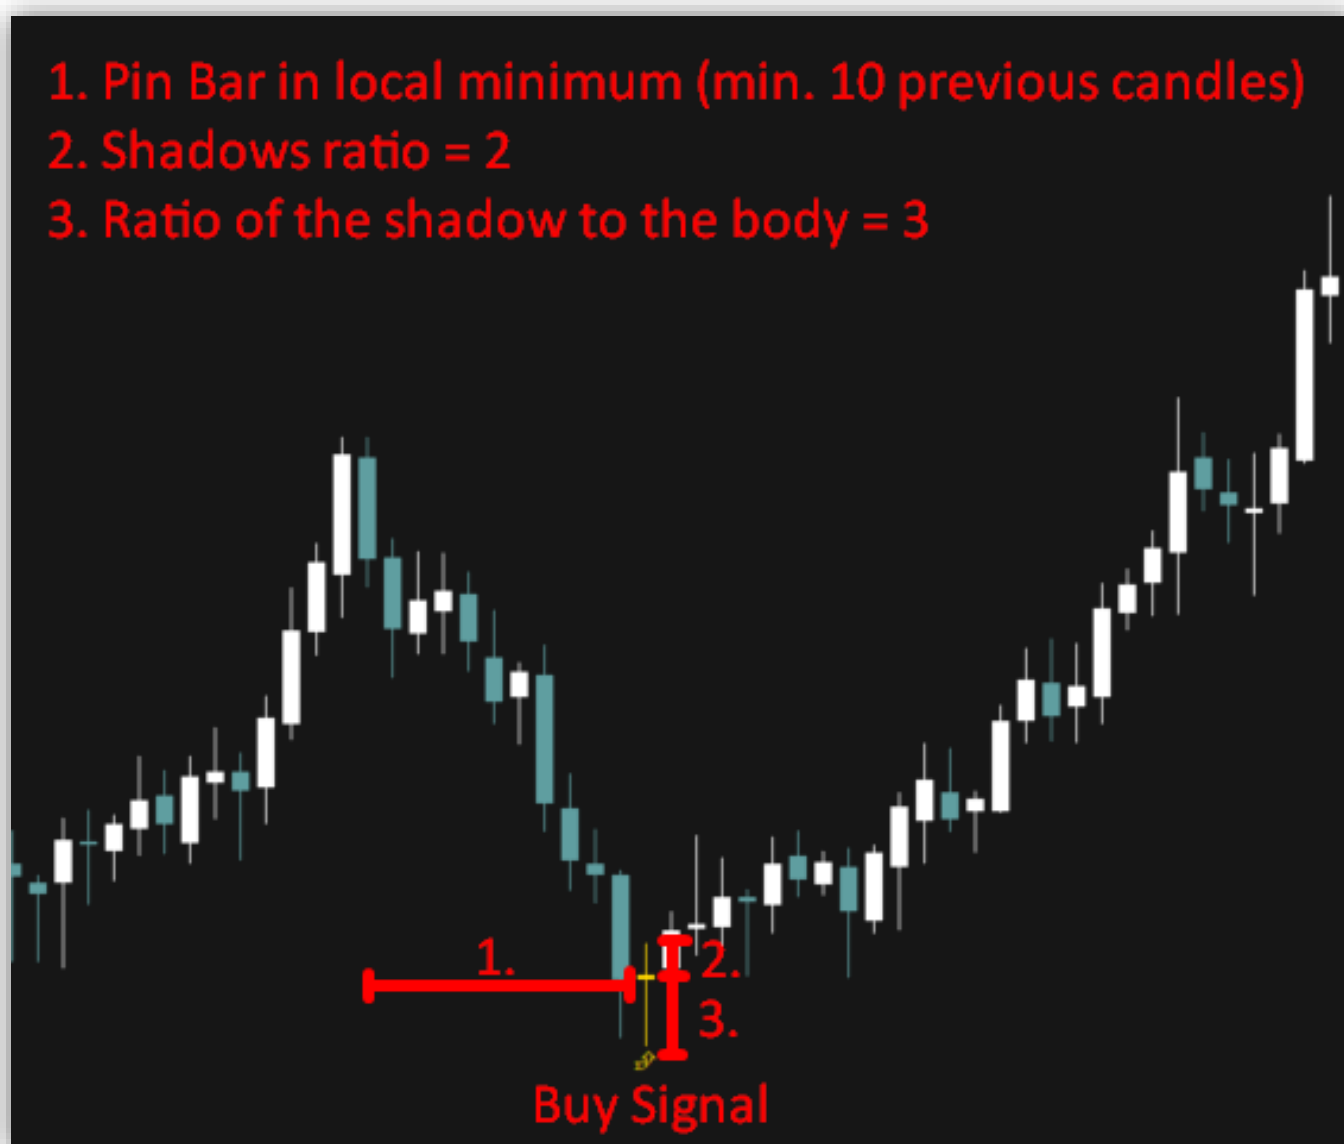 1. Pin Bar in local minimum (min. 10 previous candles)
2. Shadows ratio = 2
3. Ratio of the shadow to the body = 3
1.
2.
3.
Buy Signal